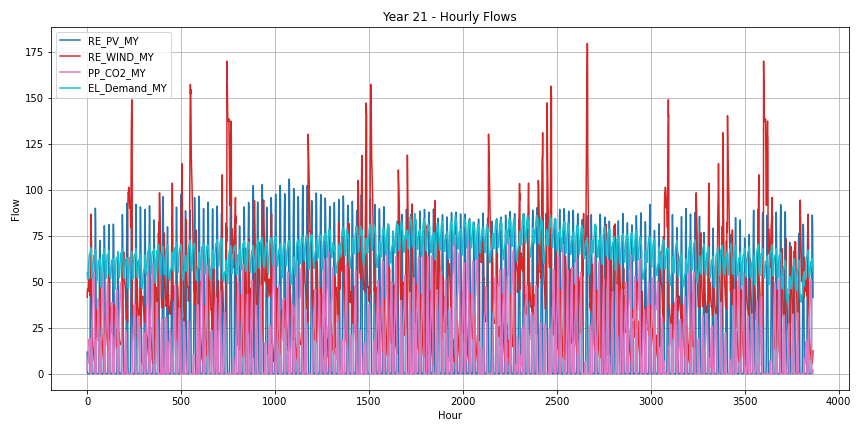 Year 21 - Hourly Flows
RE_PV_MY
RE_WIND_MY
PP_CO2_MY
EL_Demand_MY
Flow
175
150
125
100
75
50
25
0
0 500 1000 1500 2000 2500 3000 3500 4000
Hour